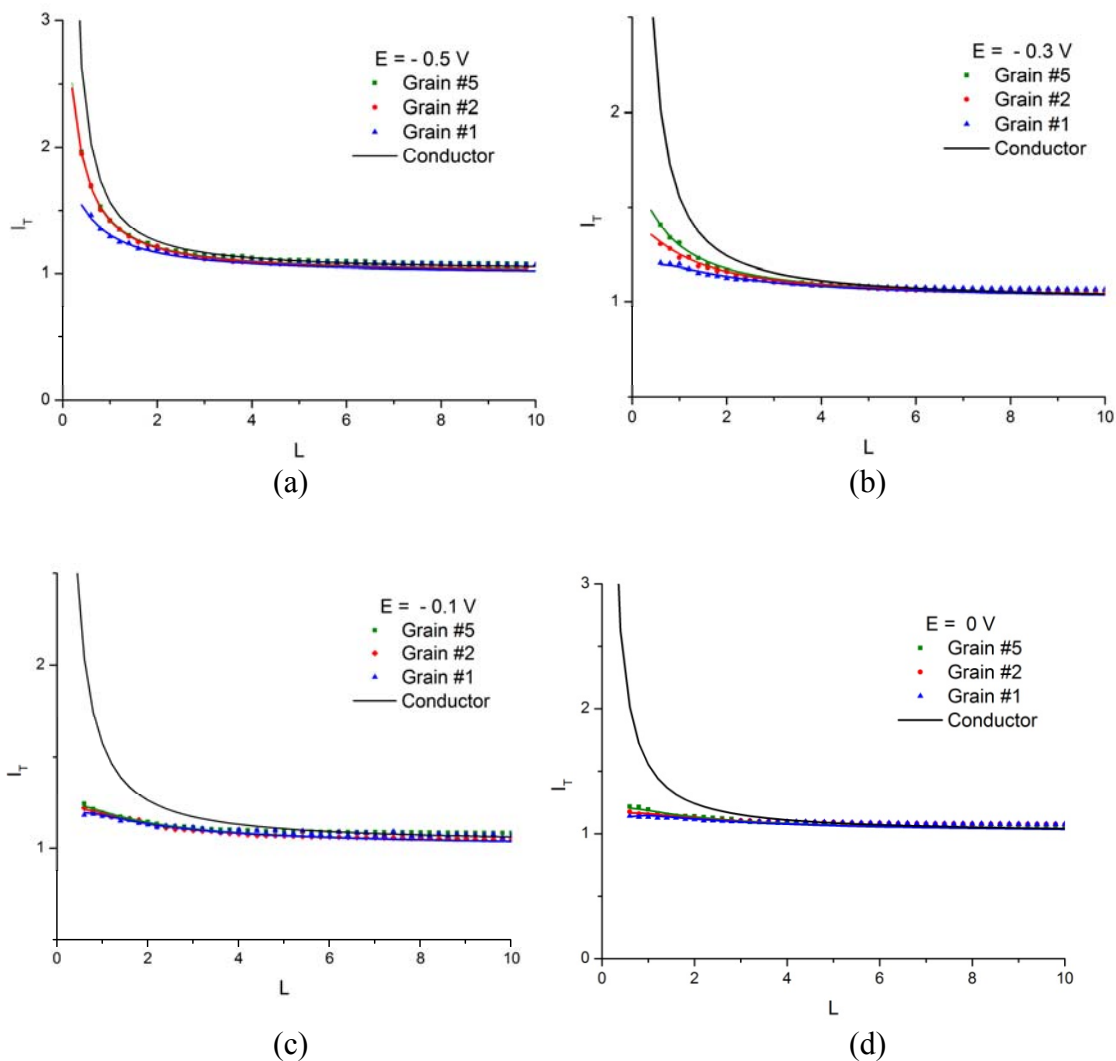 3
2
1
0
I_T
E = - 0.5 V
Grain #5
Grain #2
Grain #1
Conductor
0 2 4 6 8 10
L
(a)
2
1
I_T
E = - 0.3 V
Grain #5
Grain #2
Grain #1
Conductor
0 2 4 6 8 10
L
(b)
2
1
I_T
E = - 0.1 V
Grain #5
Grain #2
Grain #1
Conductor
0 2 4 6 8 10
L
(c)
3
2
1
0
I_T
E = 0 V
Grain #5
Grain #2
Grain #1
Conductor
0 2 4 6 8 10
L
(d)